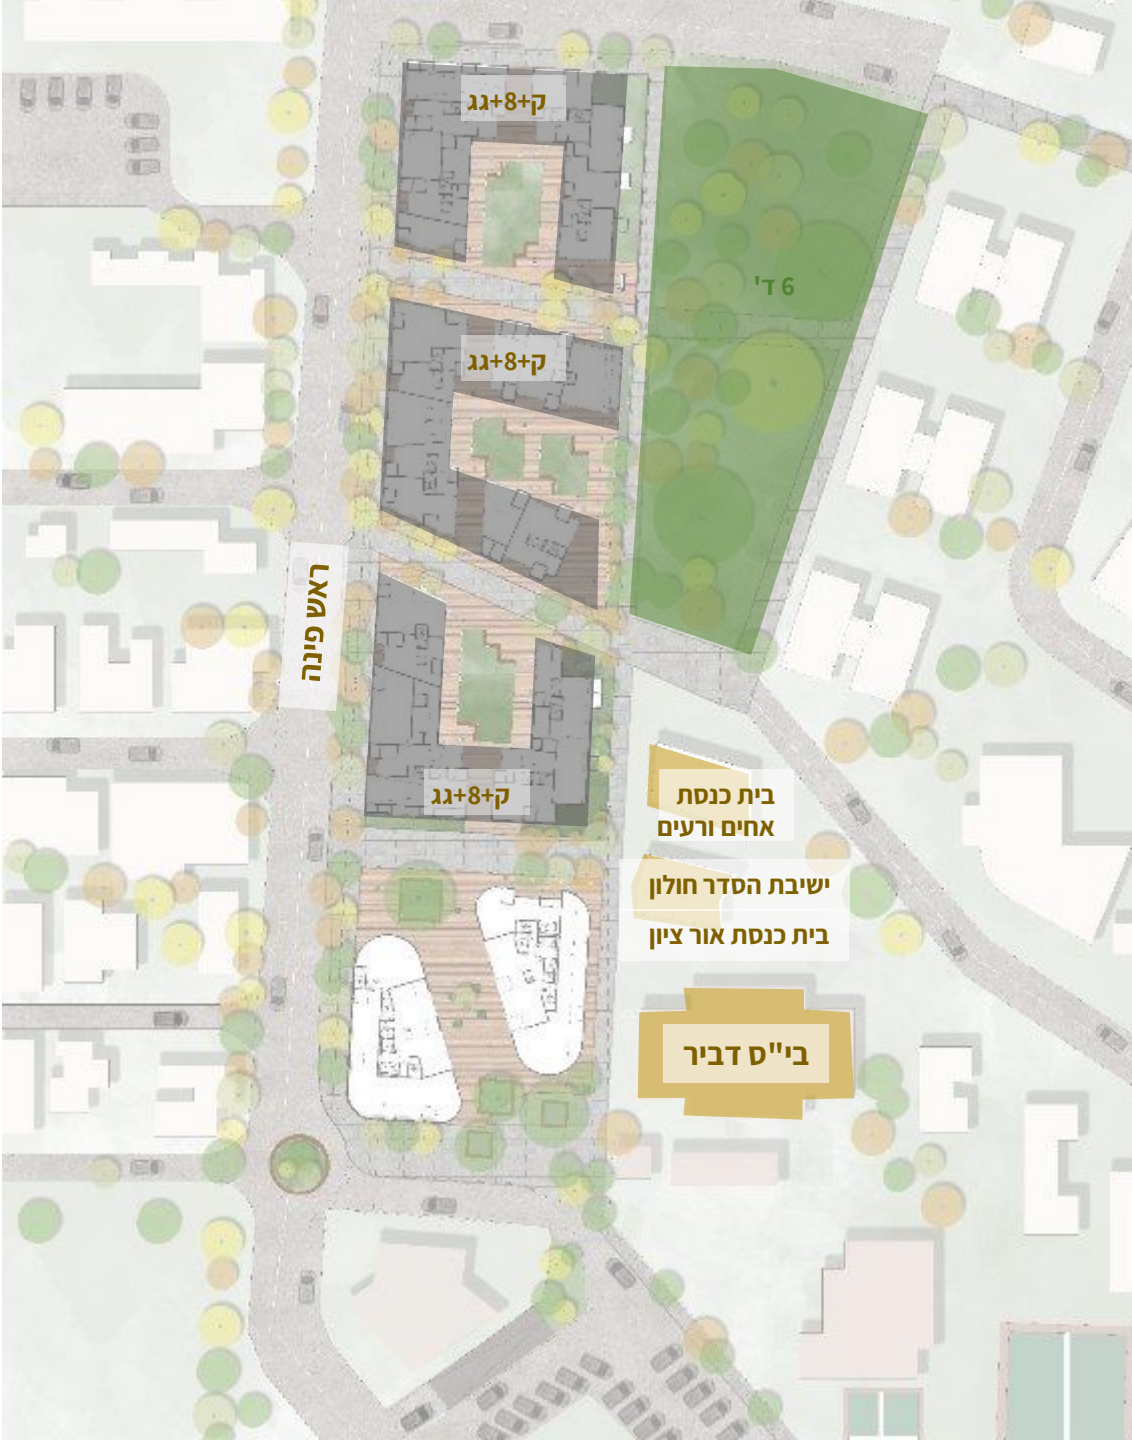 ק+8+גג
6 ד'
ק+8+גג
ראש פינה
ק+8+גג
בית כנסת
אחים ורעים
ישיבת הסדר חולון
בית כנסת אור ציון
בי"ס דביר